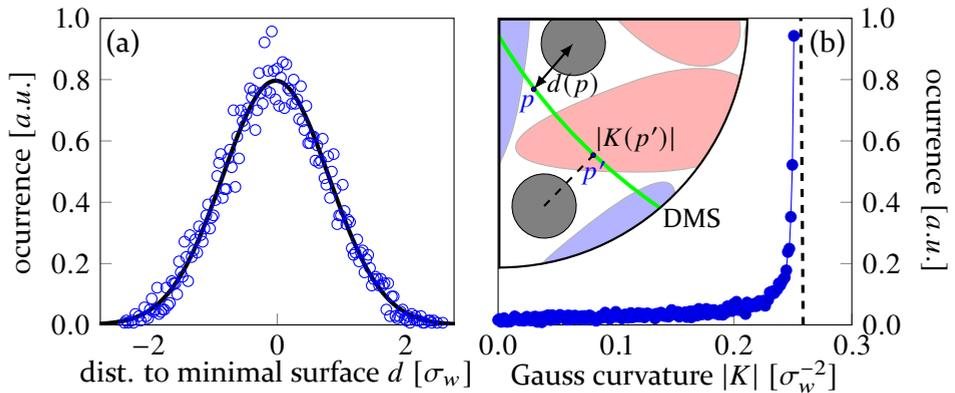 (a)
ocurrence [a.u.]
1.0
0.8
0.6
0.4
0.2
0.0
−2
0
2
dist. to minimal surface d [σ_w]
(b)
d(p)
p
|K(p′)|
p′
DMS
1.0
0.8
0.6
0.4
0.2
0.0
ocurrence [a.u.]
0.0
0.1
0.2
0.3
Gauss curvature |K| [σ_w^−2]